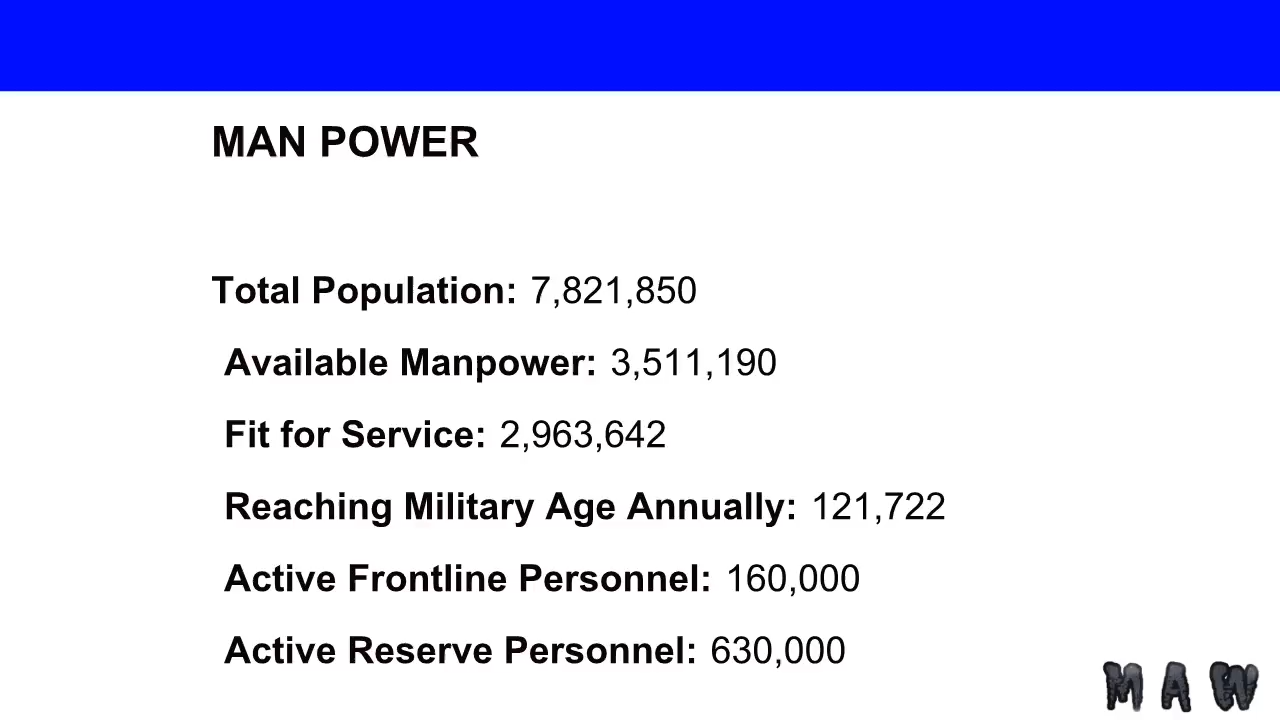 MAN POWER
Total Population: 7,821,850
Available Manpower: 3,511,190
Fit for Service: 2,963,642
Reaching Military Age Annually: 121,722
Active Frontline Personnel: 160,000
Active Reserve Personnel: 630,000
MAW